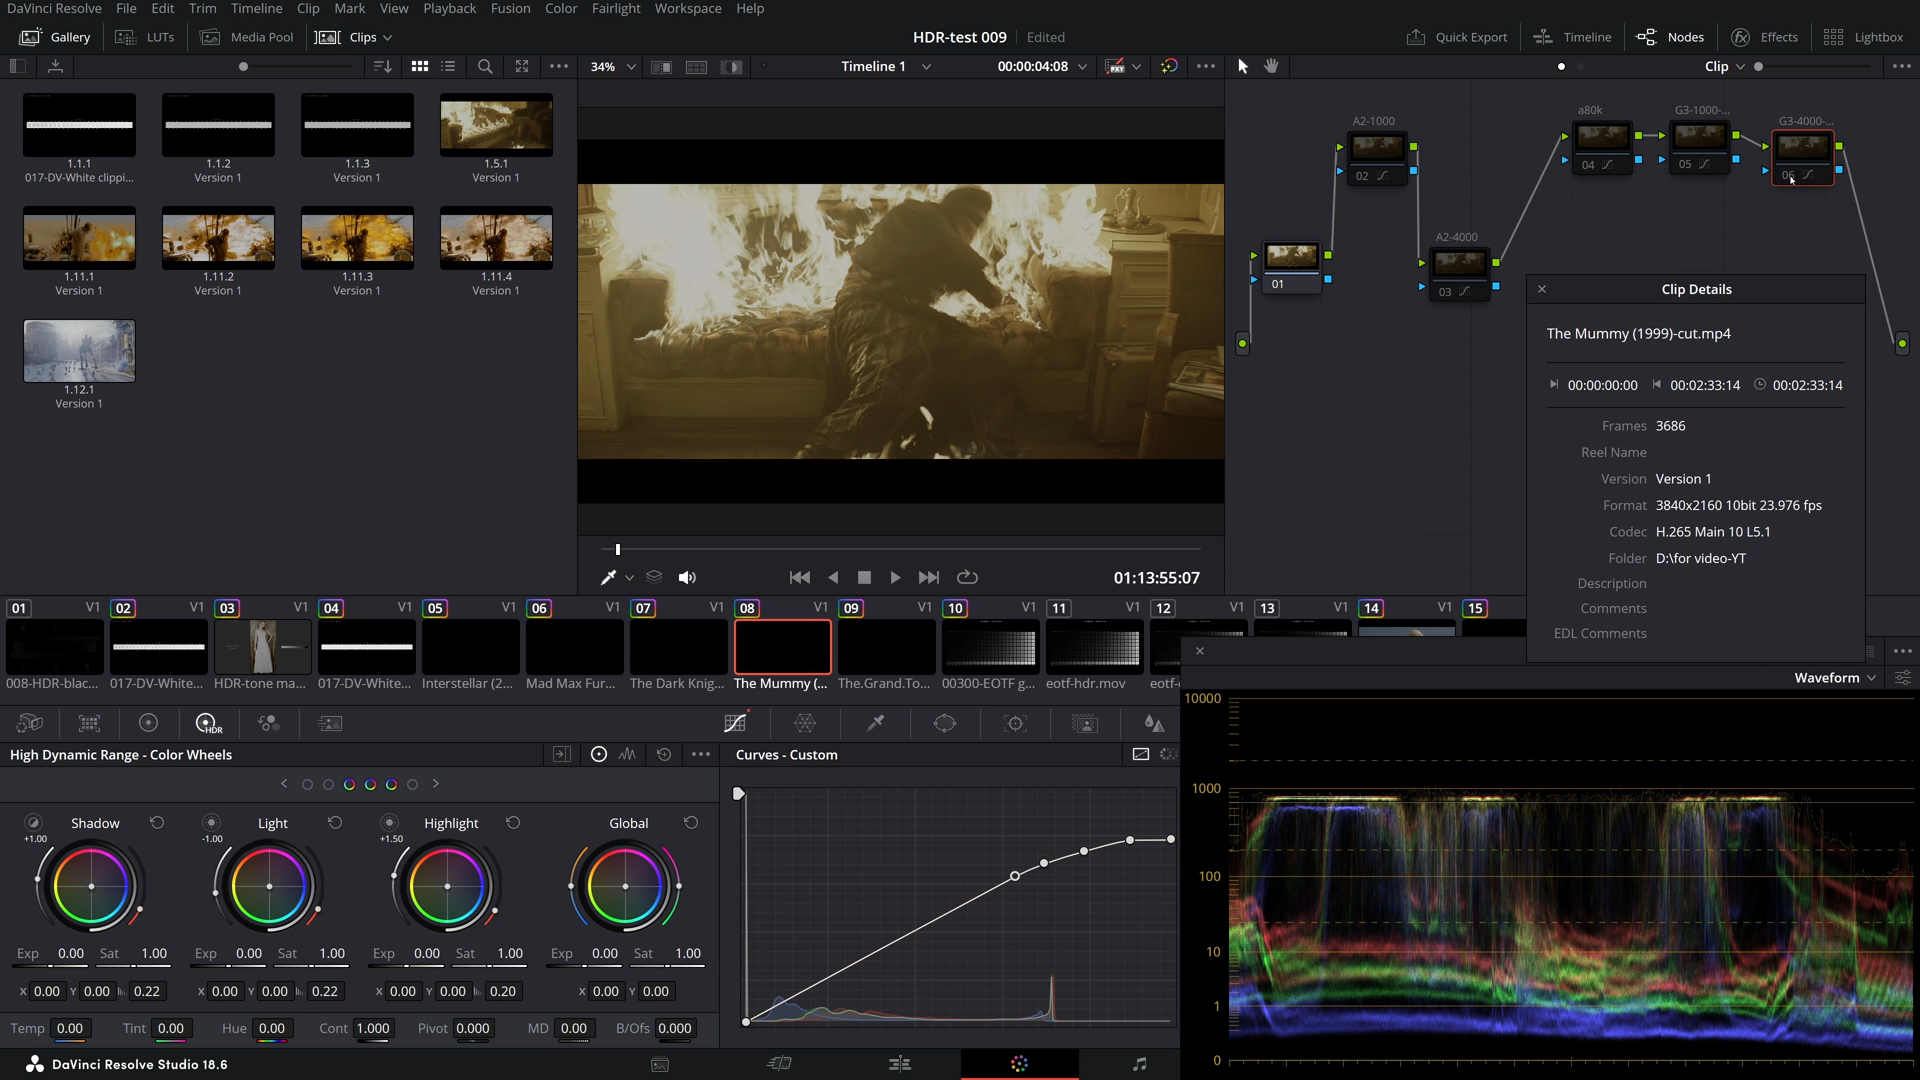 DaVinci Resolve File Edit Trim Timeline Clip Mark View Playback Fusion Color Fairlight Workspace Help
Gallery LUTs Media Pool Clips HDR-test 009 Edited Quick Export Timeline Nodes Effects Lightbox
34% Timeline 1 00:00:04:08 PXY Clip
1.1.1 1.1.2 1.1.3 1.5.1
017-DV-White clippi... Version 1 Version 1 Version 1
1.11.1 1.11.2 1.11.3 1.11.4
Version 1 Version 1 Version 1 Version 1
1.12.1
Version 1
a80k G3-1000-... G3-4000-...
A2-1000
04 05 06
02
A2-4000
01 03
Clip Details
The Mummy (1999)-cut.mp4
00:00:00:00 00:02:33:14 00:02:33:14
Frames 3686
Reel Name
Version Version 1
Format 3840x2160 10bit 23.976 fps
Codec H.265 Main 10 L5.1
Folder D:\for video-YT
Description
Comments
EDL Comments
01:13:55:07
01 V1 02 V1 03 V1 04 V1 05 V1 06 V1 07 V1 08 V1 09 V1 10 V1 11 V1 12 V1 13 V1 14 V1 15
008-HDR-blac... 017-DV-White... HDR-tone ma... 017-DV-White... Interstellar (2... Mad Max Fur... The Dark Knig... The Mummy (... The.Grand.To... 00300-EOTF g... eotf-hdr.mov eotf-
HDR
Waveform
10000
1000
100
10
1
0
High Dynamic Range - Color Wheels
Curves - Custom
Shadow Light Highlight Global
+1.00 -1.00 +1.50
Exp 0.00 Sat 1.00 Exp 0.00 Sat 1.00 Exp 0.00 Sat 1.00 Exp 0.00 Sat 1.00
X 0.00 Y 0.00 0.22 X 0.00 Y 0.00 0.22 X 0.00 Y 0.00 0.20 X 0.00 Y 0.00
Temp 0.00 Tint 0.00 Hue 0.00 Cont 1.000 Pivot 0.000 MD 0.00 B/Ofs 0.000
DaVinci Resolve Studio 18.6